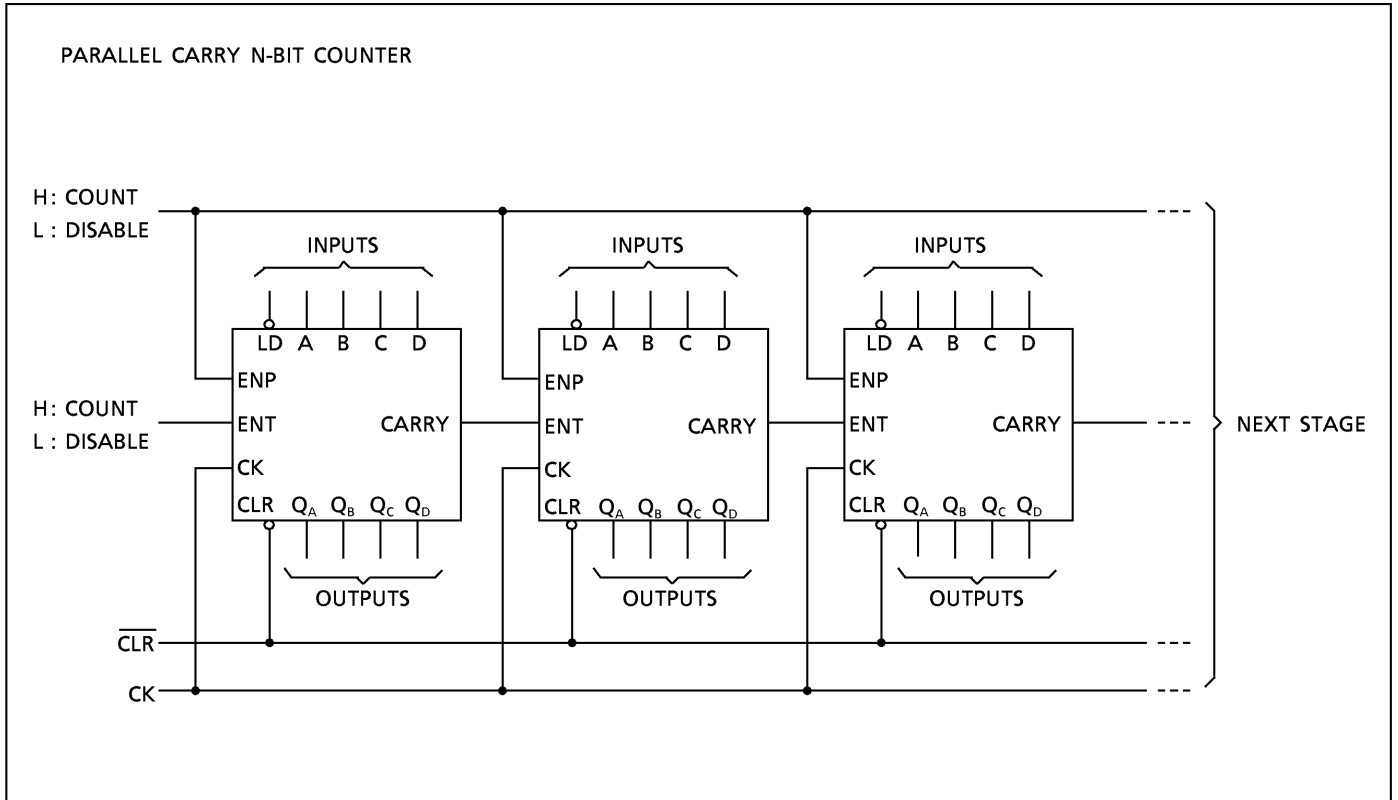 PARALLEL CARRY N-BIT COUNTER
H: COUNT
L : DISABLE
INPUTS INPUTS INPUTS
LD A B C D LD A B C D LD A B C D
ENP ENP ENP
H: COUNT
L : DISABLE
ENT CARRY ENT CARRY ENT CARRY NEXT STAGE
CK CK CK
CLR QA QB QC QD CLR QA QB QC QD CLR QA QB QC QD
OUTPUTS OUTPUTS OUTPUTS
CLR
CK